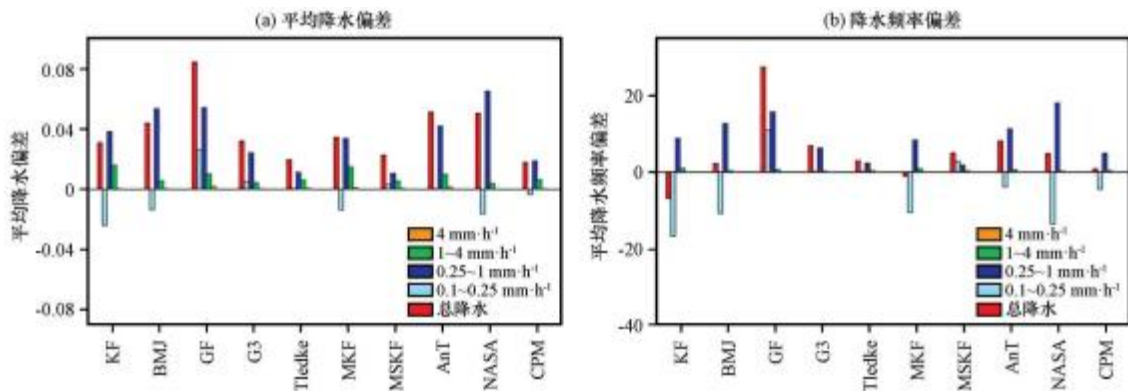 (a) 平均降水偏差
平均降水偏差
0.08
0.04
0
-0.04
-0.08
4 mm·h⁻¹
1~4 mm·h⁻¹
0.25~1 mm·h⁻¹
0.1~0.25 mm·h⁻¹
总降水
KF
BMJ
GF
G3
Tledke
MKF
MSKF
AnT
NASA
CPM
(b) 降水频率偏差
平均降水频率偏差
20
0
-20
-40
4 mm·h⁻¹
1~4 mm·h⁻¹
0.25~1 mm·h⁻¹
0.1~0.25 mm·h⁻¹
总降水
KF
BMJ
GF
G3
Tledke
MKF
MSKF
AnT
NASA
CPM